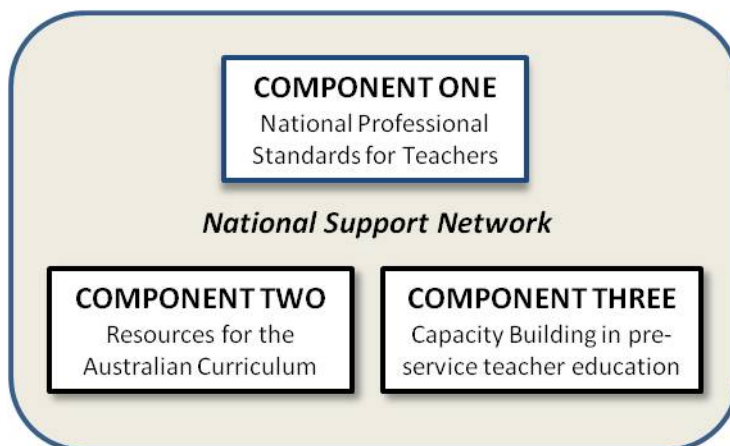 COMPONENT ONE
National Professional
Standards for Teachers
National Support Network
COMPONENT TWO
Resources for the
Australian Curriculum
COMPONENT THREE
Capacity Building in pre-
service teacher education